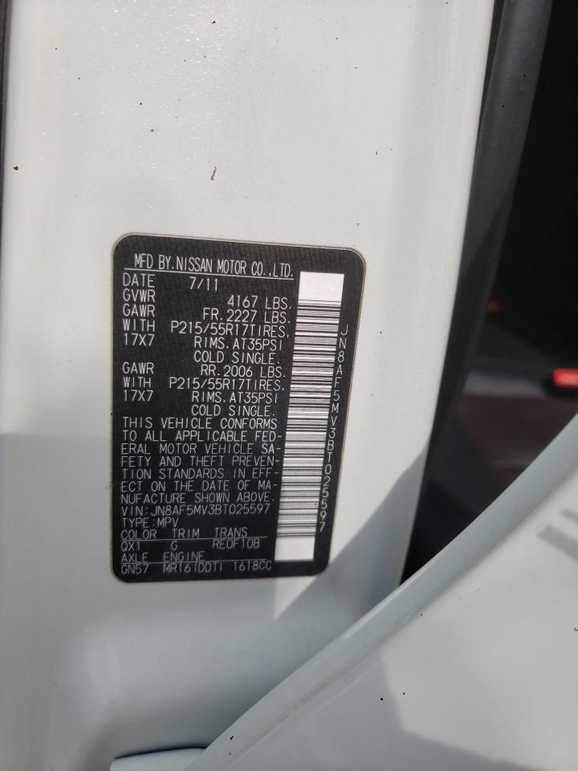 MFD BY.NISSAN MOTOR CO.,LTD.
DATE 7/11
GVWR 4167 LBS.
GAWR FR. 2227 LBS.
WITH P215/55R17TIRES,
17X7 RIMS. AT35PSI
COLD SINGLE.
GAWR RR. 2006 LBS.
WITH P215/55R17TIRES,
17X7 RIMS. AT35PSI
COLD SINGLE.
THIS VEHICLE CONFORMS
TO ALL APPLICABLE FED-
ERAL MOTOR VEHICLE SA-
FETY AND THEFT PREVEN-
TION STANDARDS IN EFF-
ECT ON THE DATE OF MA-
NUFACTURE SHOWN ABOVE.
VIN: JN8AF5MV3BT025597
TYPE: MPV
COLOR TRIM TRANS
QX1 G RE0F10B
AXLE ENGINE
GN57 MR16(DDT) 1618CC
JN8AF5MV3BT025597